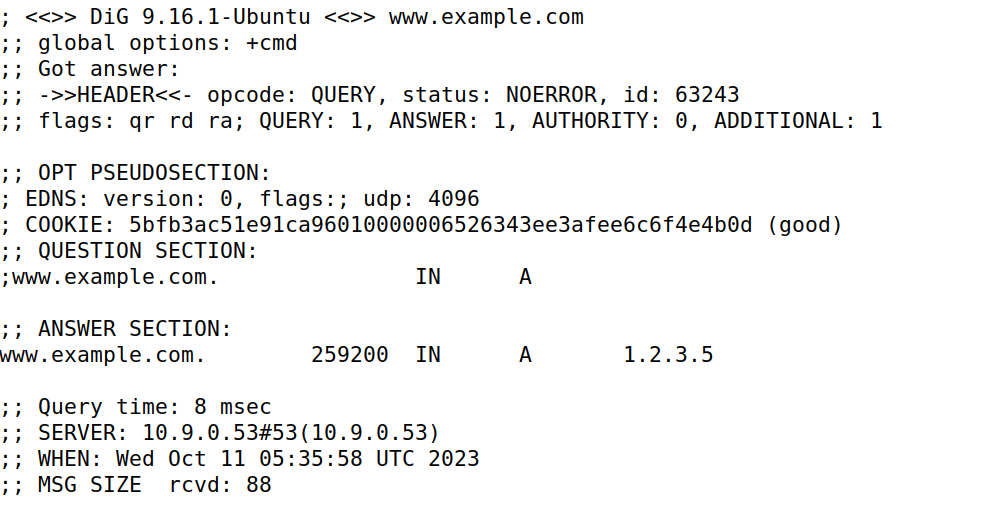 ; <<>> DiG 9.16.1-Ubuntu <<>> www.example.com
;; global options: +cmd
;; Got answer:
;; ->>HEADER<<- opcode: QUERY, status: NOERROR, id: 63243
;; flags: qr rd ra; QUERY: 1, ANSWER: 1, AUTHORITY: 0, ADDITIONAL: 1
;; OPT PSEUDOSECTION:
; EDNS: version: 0, flags:; udp: 4096
; COOKIE: 5bfb3ac51e91ca96010000006526343ee3afee6c6f4e4b0d (good)
;; QUESTION SECTION:
;www.example.com. IN A
;; ANSWER SECTION:
www.example.com. 259200 IN A 1.2.3.5
;; Query time: 8 msec
;; SERVER: 10.9.0.53#53(10.9.0.53)
;; WHEN: Wed Oct 11 05:35:58 UTC 2023
;; MSG SIZE rcvd: 88